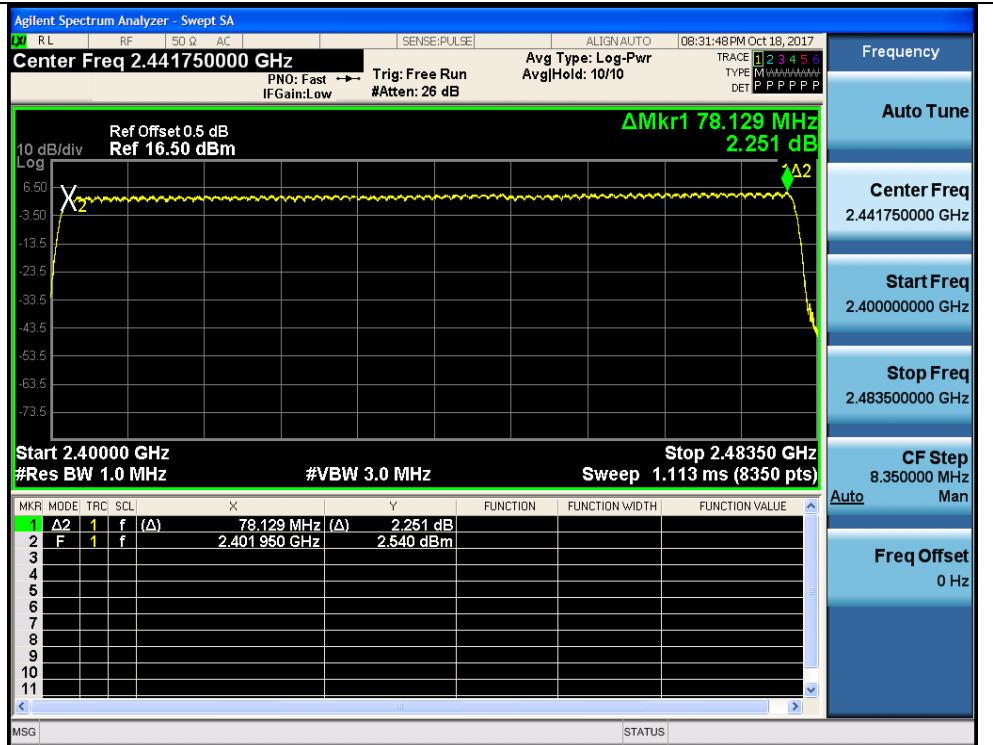 Agilent Spectrum Analyzer - Swept SA
LXI RL RF 50 Ω AC SENSE:PULSE ALIGN AUTO 08:31:48 PM Oct 18, 2017
Center Freq 2.441750000 GHz
PNO: Fast
IFGain:Low
Trig: Free Run
#Atten: 26 dB
Avg Type: Log-Pwr
Avg|Hold: 10/10
TRACE 1 2 3 4 5 6
TYPE M W W W W W
DET P P P P P P
ΔMkr1 78.129 MHz
2.251 dB
Ref Offset 0.5 dB
10 dB/div Ref 16.50 dBm
Log
1Δ2
6.50
X2
-3.50
-13.5
-23.5
-33.5
-43.5
-53.5
-63.5
-73.5
Start 2.40000 GHz Stop 2.48350 GHz
#Res BW 1.0 MHz #VBW 3.0 MHz Sweep 1.113 ms (8350 pts)
MKR MODE TRC SCL X Y FUNCTION FUNCTION WIDTH FUNCTION VALUE
1 Δ2 1 f (Δ) 78.129 MHz (Δ) 2.251 dB
2 F 1 f 2.401 950 GHz 2.540 dBm
3
4
5
6
7
8
9
10
11
MSG STATUS
Frequency
Auto Tune
Center Freq
2.441750000 GHz
Start Freq
2.400000000 GHz
Stop Freq
2.483500000 GHz
CF Step
8.350000 MHz
Auto Man
Freq Offset
0 Hz